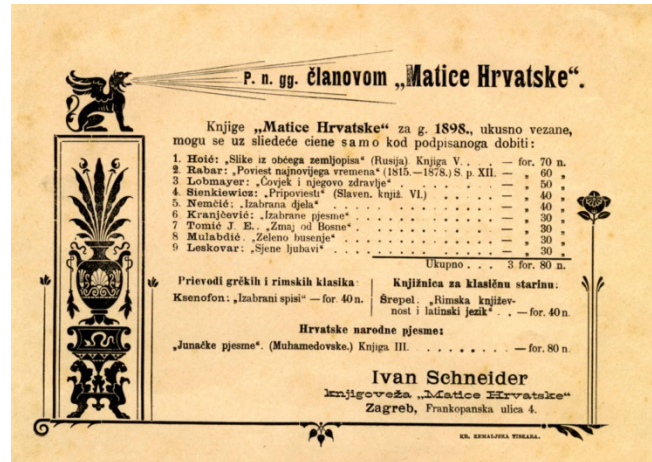 P. n. gg. članovom „Matice Hrvatske“.
Knjige „Matice Hrvatske“ za g. 1898., ukusno vezane,
mogu se uz sliedeće ciene samo kod podpisanoga dobiti:
1. Hoić: „Slike iz obćega zemljopisa“ (Rusija) Knjiga V. . . . — for. 70 n.
2. Rabar: „Poviest najnovijega vremena“ (1815.—1878.) S. p. XII. — „ 60 „
3 Lobmayer: „Čovjek i njegovo zdravlje“ . . . — „ 50 „
4. Sienkiewicz: „Pripoviesti“ (Slaven. knjiž. VI.) . . . — „ 40 „
5. Nemčić: „Izabrana djela“ . . . — „ 40 „
6 Kranjčević: „Izabrane pjesme“ . . . — „ 30 „
7 Tomić J. E.. „Zmaj od Bosne“ . . . — „ 30 „
8 Mulabdić. „Zeleno busenje“ . . . — „ 30 „
9 Leskovar: „Sjene ljubavi“ . . . — „ 30 „
Ukupno . . . 3 for. 80 n.
Prievodi grčkih i rimskih klasika.
Ksenofon: „Izabrani spisi“ — for. 40 n.
Knjižnica za klasičnu starinu.
Šrepel. „Rimska književ-
nost i latinski jezik“ . . — for. 40 n.
Hrvatske narodne pjesme:
„Junačke pjesme“. (Muhamedovske.) Knjiga III. . . . — for. 80 n.
Ivan Schneider
knjigoveža „Matice Hrvatske“
Zagreb, Frankopanska ulica 4.
KR. ZEMALJSKA TISKARA.